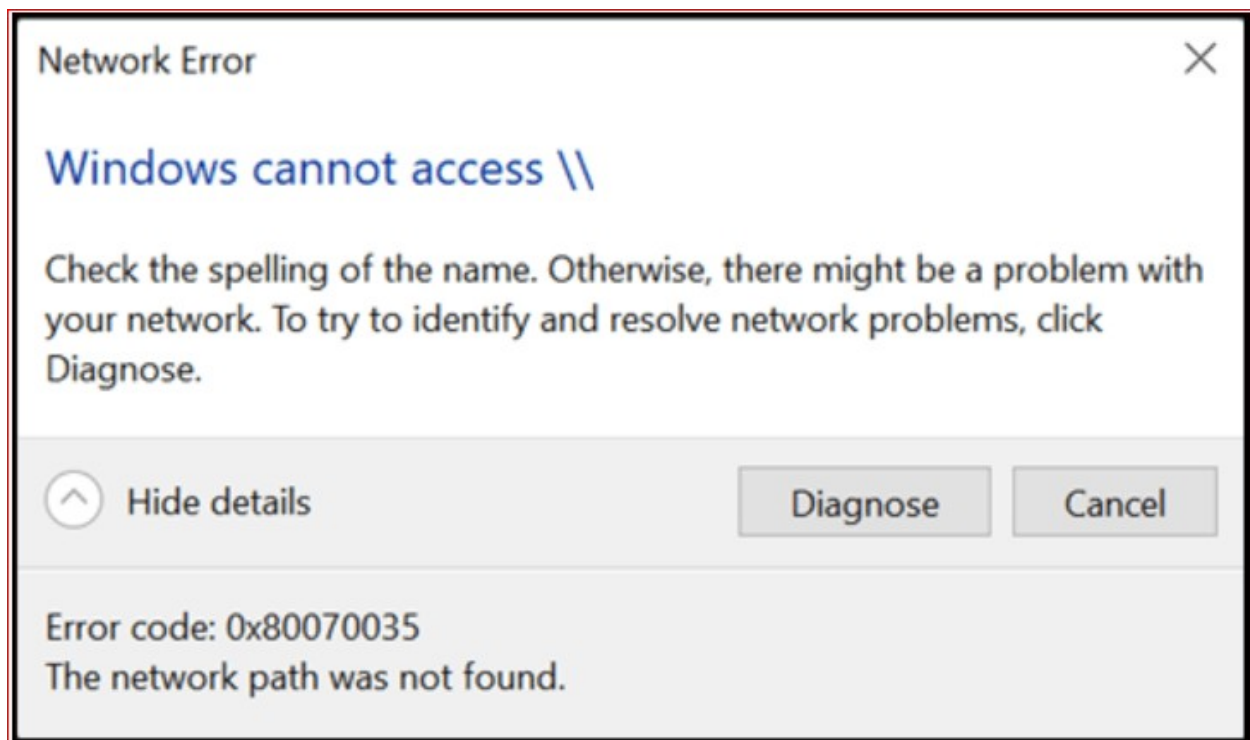 Network Error
Windows cannot access \\
Check the spelling of the name. Otherwise, there might be a problem with
your network. To try to identify and resolve network problems, click
Diagnose.
Hide details
Diagnose
Cancel
Error code: 0x80070035
The network path was not found.